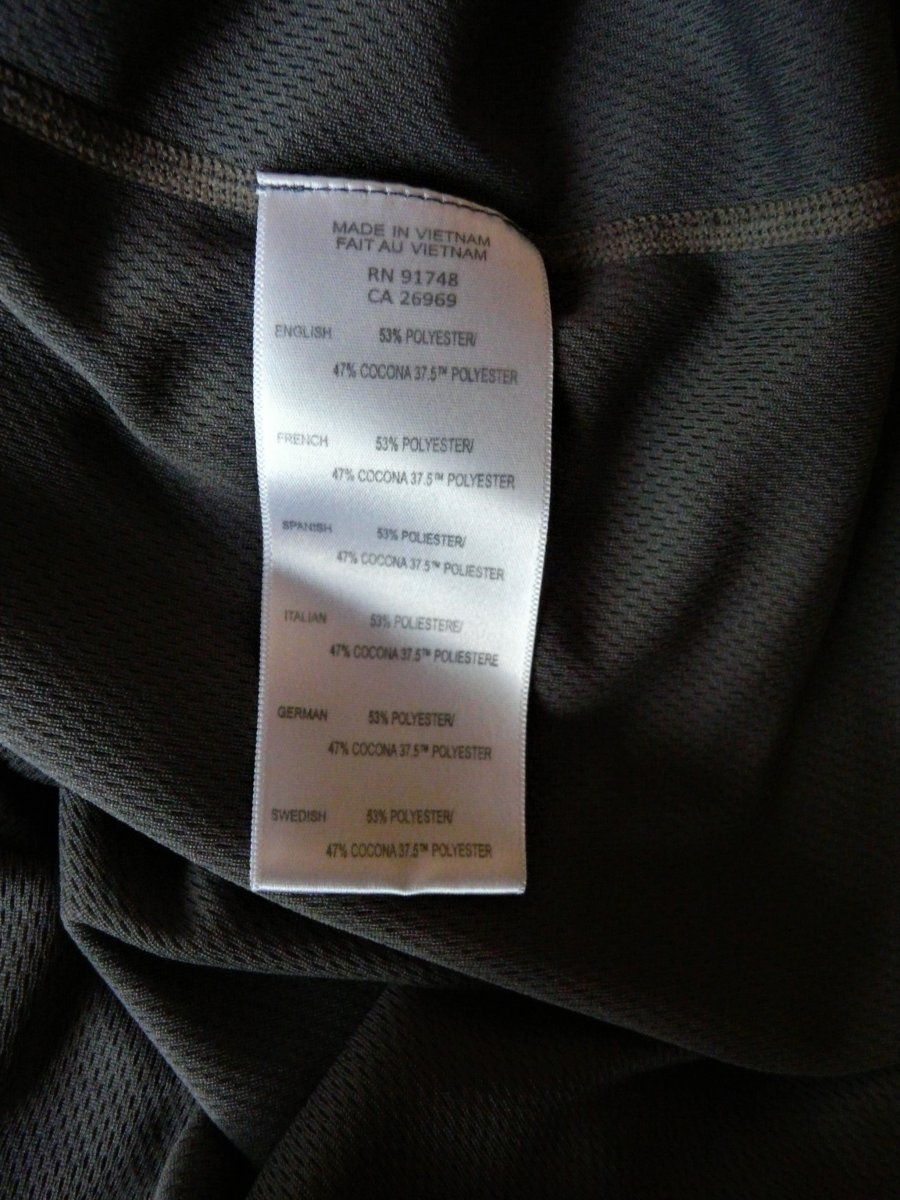 MADE IN VIETNAM
FAIT AU VIETNAM
RN 91748
CA 26969
ENGLISH 53% POLYESTER/
47% COCONA 37.5™ POLYESTER
FRENCH 53% POLYESTER/
47% COCONA 37.5™ POLYESTER
SPANISH 53% POLIESTER/
47% COCONA 37.5™ POLIESTER
ITALIAN 53% POLIESTERE/
47% COCONA 37.5™ POLIESTERE
GERMAN 53% POLYESTER/
47% COCONA 37.5™ POLYESTER
SWEDISH 53% POLYESTER/
47% COCONA 37.5™ POLYESTER